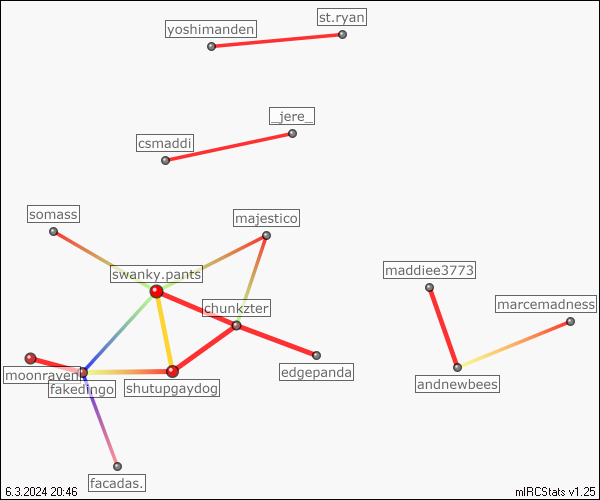 st.ryan
yoshimanden
_jere_
csmaddi
somass
majestico
swanky.pants
maddiee3773
chunkzter
marcemadness
edgepanda
moonraven
fakedingo
shutupgaydog
andnewbees
facadas.
6.3.2024 20:46
mIRCStats v1.25